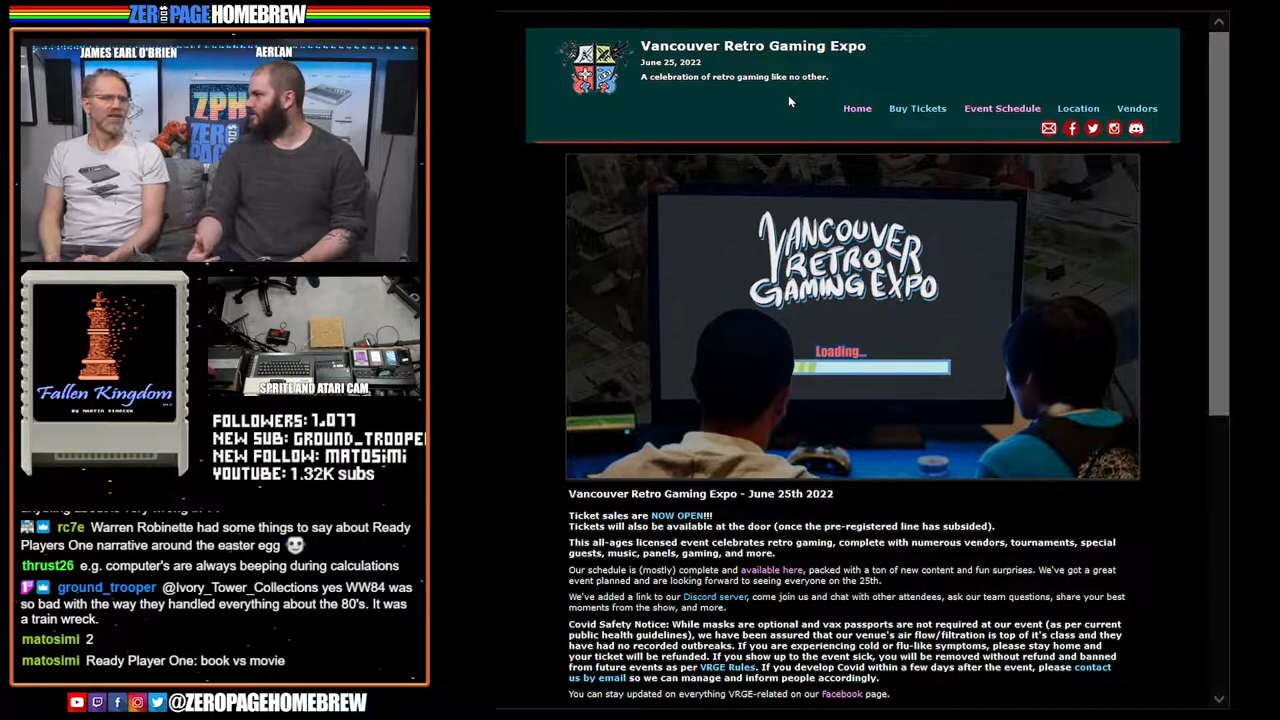 ZERO PAGE HOMEBREW
JAMES EARL O'BRIEN
AERLAN
ZPH
ZERO
PAGE
Fallen Kingdom
BY MARTIN SIMECEK
SPRITE AND ATARI CAM
FOLLOWERS: 1,077
NEW SUB: GROUND_TROOPER
NEW FOLLOW: MATOSIMI
YOUTUBE: 1.32K subs
rc7e Warren Robinette had some things to say about Ready
Players One narrative around the easter egg
thrust26 e.g. computer's are always beeping during calculations
ground_trooper @Ivory_Tower_Collections yes WW84 was
so bad with the way they handled everything about the 80's. It was
a train wreck.
matosimi 2
matosimi Ready Player One: book vs movie
@ZEROPAGEHOMEBREW
Vancouver Retro Gaming Expo
June 25, 2022
A celebration of retro gaming like no other.
Home Buy Tickets Event Schedule Location Vendors
VANCOUVER
RETRO
GAMING EXPO
Loading...
Vancouver Retro Gaming Expo - June 25th 2022
Ticket sales are NOW OPEN!!!
Tickets will also be available at the door (once the pre-registered line has subsided).
This all-ages licensed event celebrates retro gaming, complete with numerous vendors, tournaments, special
guests, music, panels, gaming, and more.
Our schedule is (mostly) complete and available here, packed with a ton of new content and fun surprises. We've got a great
event planned and are looking forward to seeing everyone on the 25th.
We've added a link to our Discord server, come join us and chat with other attendees, ask our team questions, share your best
moments from the show, and more.
Covid Safety Notice: While masks are optional and vax passports are not required at our event (as per current
public health guidelines), we have been assured that our venue's air flow/filtration is top of it's class and they
have had no recorded outbreaks. If you are experiencing cold or flu-like symptoms, please stay home and
your ticket will be refunded. If you show up to the event sick, you will be removed without refund and banned
from future events as per VRGE Rules. If you develop Covid within a few days after the event, please contact
us by email so we can manage and inform people accordingly.
You can stay updated on everything VRGE-related on our Facebook page.